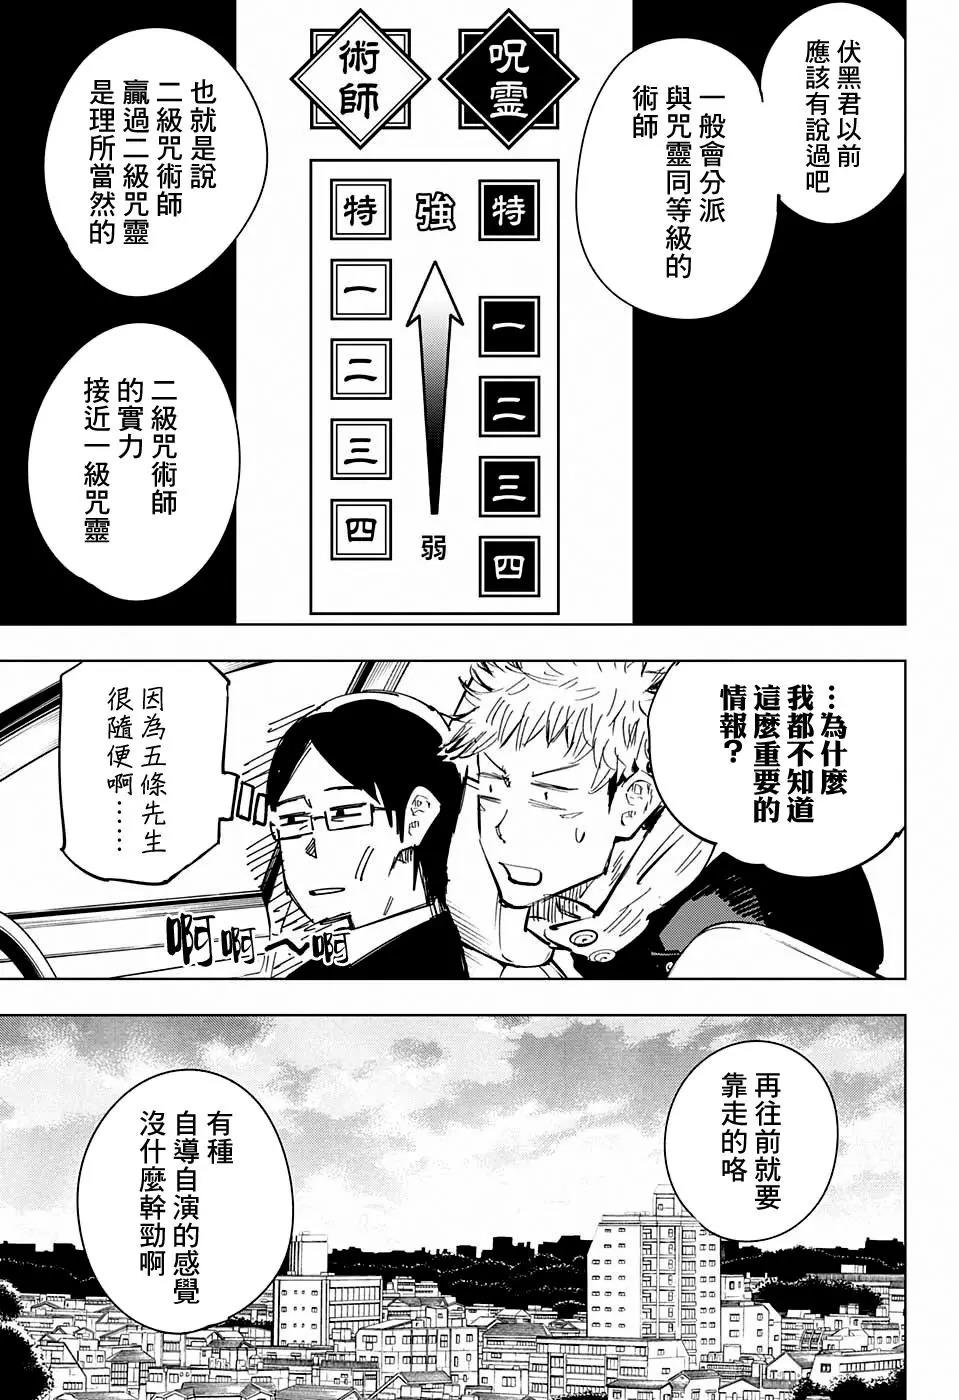 伏黑君以前
應該有說過吧
一般會分派
與咒靈同等級的
術師
呪霊
術師
特
一
二
三
四
強
弱
特
一
二
三
四
也就是說
二級咒術師
贏過二級咒靈
是理所當然的
二級咒術師
的實力
接近一級咒靈
…為什麼
我都不知道
這麼重要的
情報？
因為五條先生
很隨便啊……
啊啊～啊
再往前就要
靠走的咯
有種
自導自演的感覺
沒什麼幹勁啊